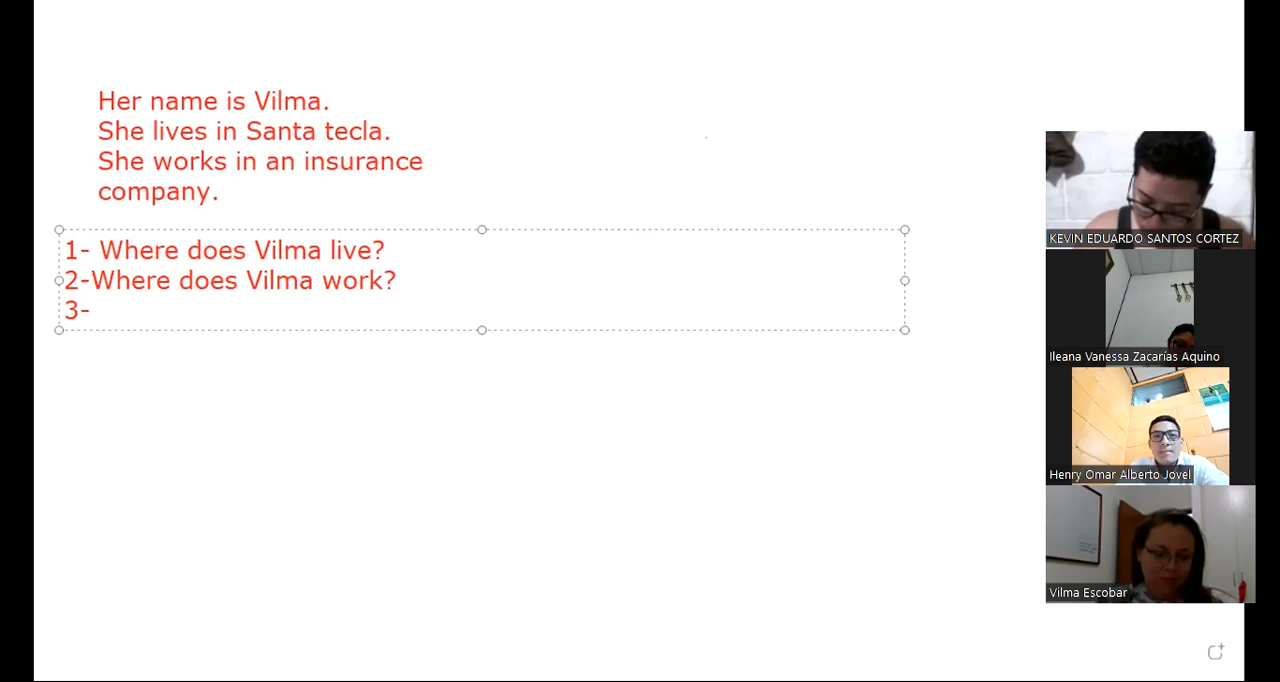 Her name is Vilma.
She lives in Santa tecla.
She works in an insurance
company.
1- Where does Vilma live?
2-Where does Vilma work?
3-
KEVIN EDUARDO SANTOS CORTEZ
Ileana Vanessa Zacarías Aquino
Henry Omar Alberto Jovel
Vilma Escobar